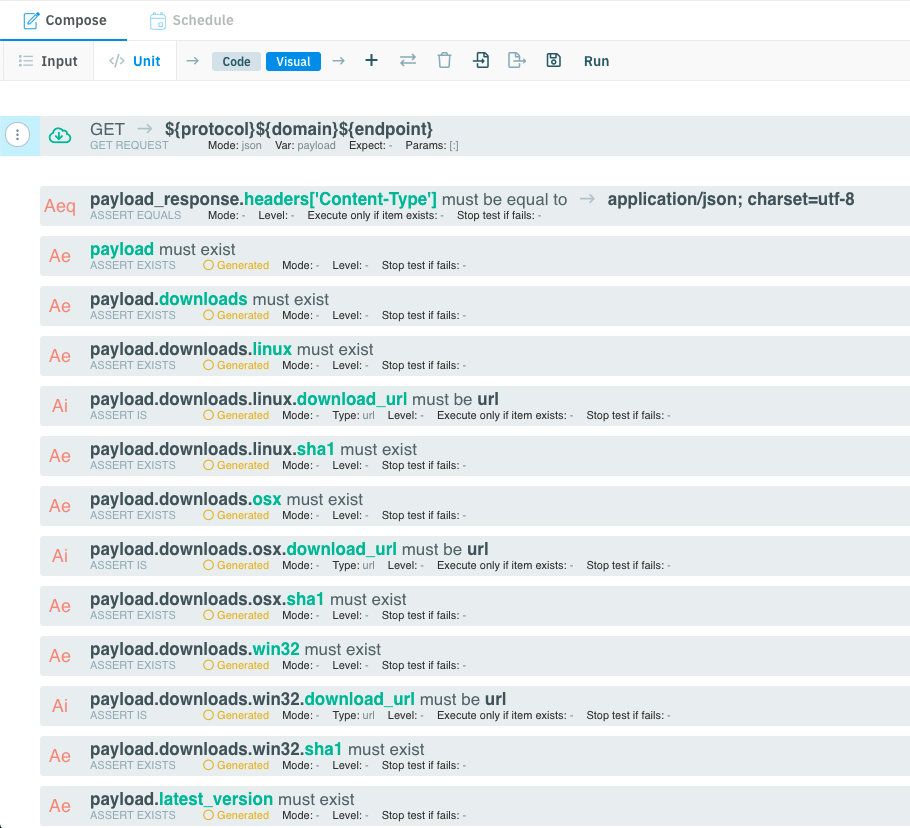 Compose Schedule
Input </> Unit → Code Visual → + Run
GET → ${protocol}${domain}${endpoint}
GET REQUEST Mode: json Var: payload Expect: - Params: [:]
Aeq payload_response.headers['Content-Type'] must be equal to → application/json; charset=utf-8
ASSERT EQUALS Mode: - Level: - Execute only if item exists: - Stop test if fails: -
Ae payload must exist
ASSERT EXISTS Generated Mode: - Level: - Stop test if fails: -
Ae payload.downloads must exist
ASSERT EXISTS Generated Mode: - Level: - Stop test if fails: -
Ae payload.downloads.linux must exist
ASSERT EXISTS Generated Mode: - Level: - Stop test if fails: -
Ai payload.downloads.linux.download_url must be url
ASSERT IS Generated Mode: - Type: url Level: - Execute only if item exists: - Stop test if fails: -
Ae payload.downloads.linux.sha1 must exist
ASSERT EXISTS Generated Mode: - Level: - Stop test if fails: -
Ae payload.downloads.osx must exist
ASSERT EXISTS Generated Mode: - Level: - Stop test if fails: -
Ai payload.downloads.osx.download_url must be url
ASSERT IS Generated Mode: - Type: url Level: - Execute only if item exists: - Stop test if fails: -
Ae payload.downloads.osx.sha1 must exist
ASSERT EXISTS Generated Mode: - Level: - Stop test if fails: -
Ae payload.downloads.win32 must exist
ASSERT EXISTS Generated Mode: - Level: - Stop test if fails: -
Ai payload.downloads.win32.download_url must be url
ASSERT IS Generated Mode: - Type: url Level: - Execute only if item exists: - Stop test if fails: -
Ae payload.downloads.win32.sha1 must exist
ASSERT EXISTS Generated Mode: - Level: - Stop test if fails: -
Ae payload.latest_version must exist
ASSERT EXISTS Generated Mode: - Level: - Stop test if fails: -